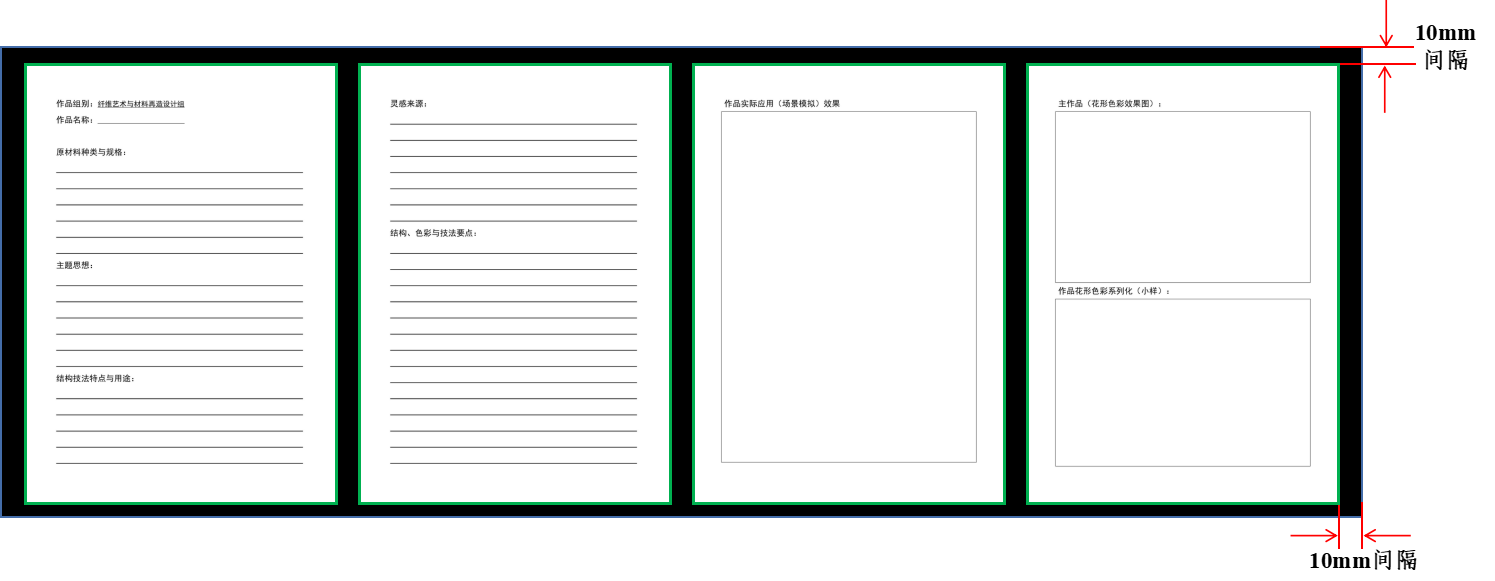 作品组别：纤维艺术与材料再造设计组
作品名称：
原材料种类与规格：
主题思想：
结构技法特点与用途：
灵感来源：
结构、色彩与技法要点：
作品实际应用（场景模拟）效果
主作品（花形色彩效果图）：
作品花形色彩系列化（小样）：
10mm
间隔
10mm间隔